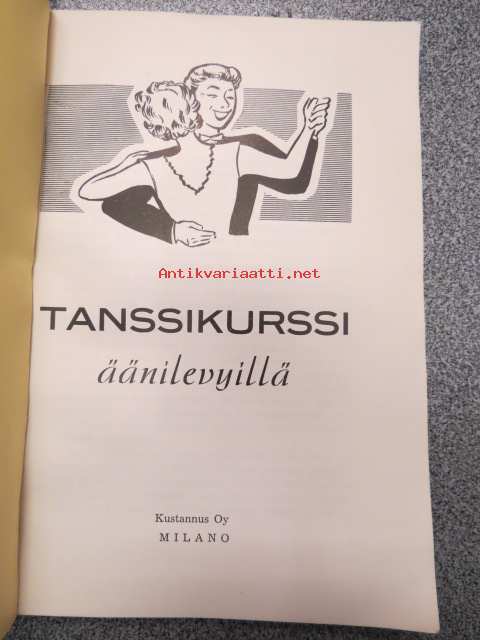 Antikvariaatti.net
TANSSIKURSSI
äänilevyillä
Kustannus Oy
MILANO